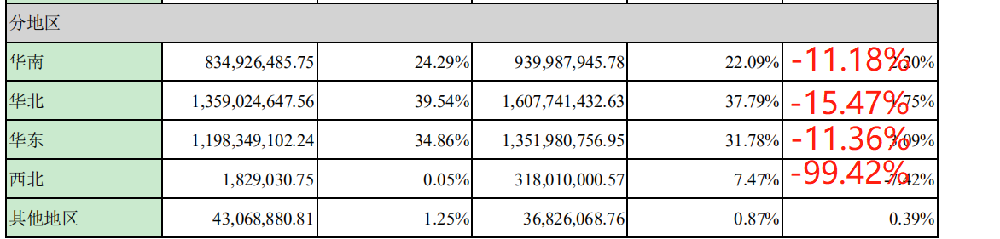 分地区
华南 834,926,485.75 24.29% 939,987,945.78 22.09% -11.18% 2.20%
华北 1,359,024,647.56 39.54% 1,607,741,432.63 37.79% -15.47% 1.75%
华东 1,198,349,102.24 34.86% 1,351,980,756.95 31.78% -11.36% 3.09%
西北 1,829,030.75 0.05% 318,010,000.57 7.47% -99.42% -7.42%
其他地区 43,068,880.81 1.25% 36,826,068.76 0.87% 0.39%